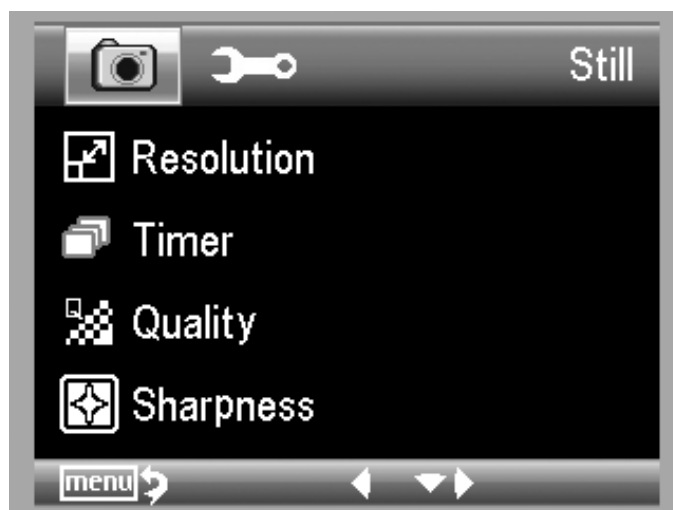 Still
Resolution
Timer
Q Quality
Sharpness
menu